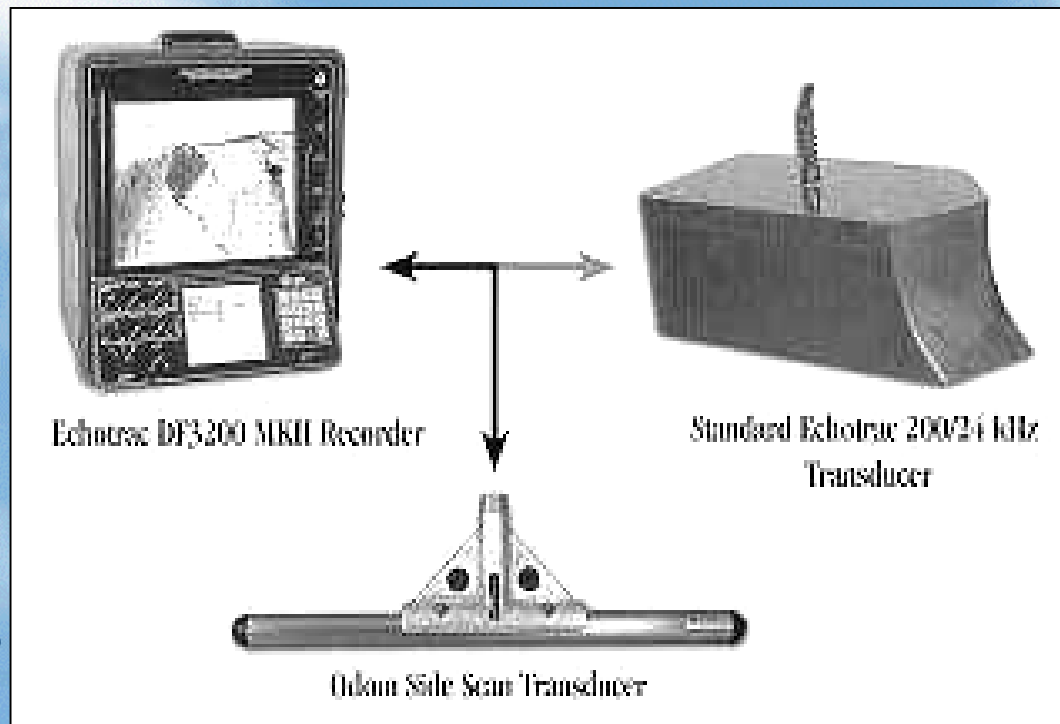 Echotrac DF3200 MKII Recorder
Standard Echotrac 200/24 kHz
Transducer
Odom Side Scan Transducer